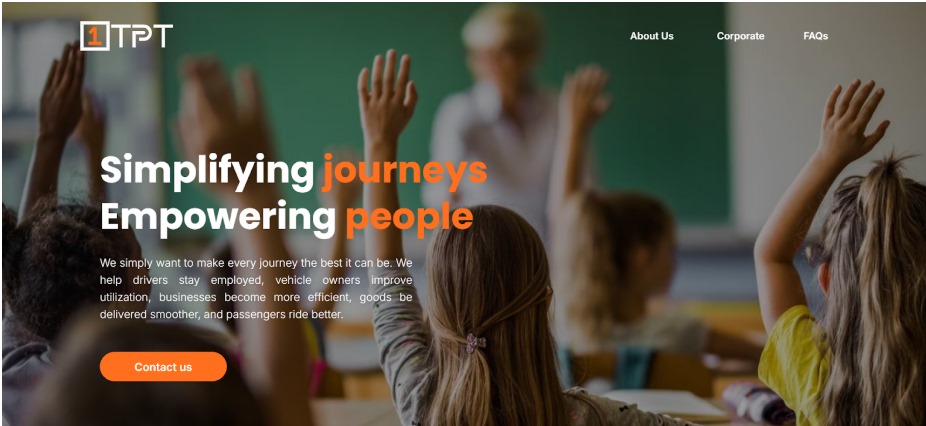 1TPT
About Us Corporate FAQs
Simplifying journeys
Empowering people
We simply want to make every journey the best it can be. We
help drivers stay employed, vehicle owners improve
utilization, businesses become more efficient, goods be
delivered smoother, and passengers ride better.
Contact us